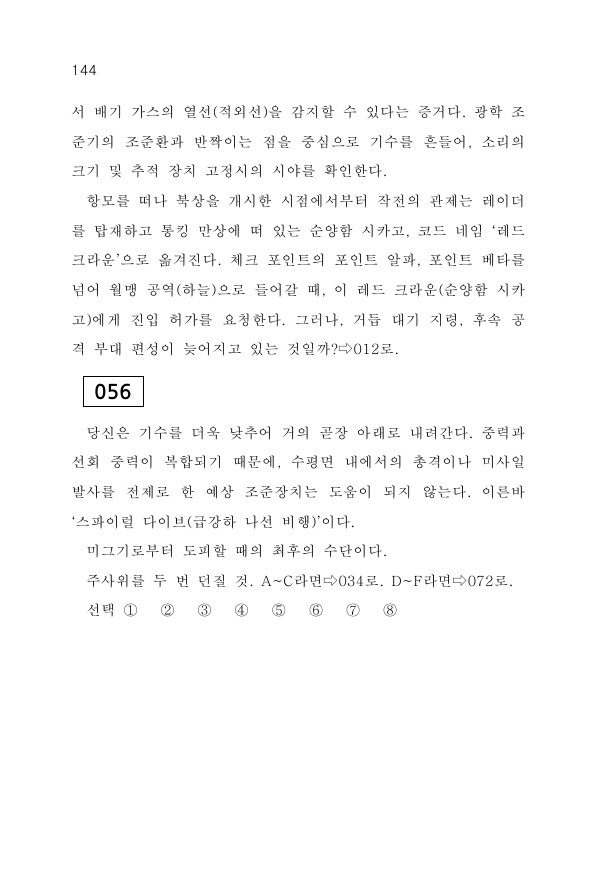 144
서 배기 가스의 열선(적외선)을 감지할 수 있다는 증거다. 광학 조
준기의 조준환과 반짝이는 점을 중심으로 기수를 흔들어, 소리의
크기 및 추적 장치 고정시의 시야를 확인한다.
항모를 떠나 북상을 개시한 시점에서부터 작전의 관제는 레이더
를 탑재하고 통킹 만상에 떠 있는 순양함 시카고, 코드 네임 ‘레드
크라운’으로 옮겨진다. 체크 포인트의 포인트 알파, 포인트 베타를
넘어 월맹 공역(하늘)으로 들어갈 때, 이 레드 크라운(순양함 시카
고)에게 진입 허가를 요청한다. 그러나, 거듭 대기 지령, 후속 공
격 부대 편성이 늦어지고 있는 것일까?⇨012로.
056
당신은 기수를 더욱 낮추어 거의 곧장 아래로 내려간다. 중력과
선회 중력이 복합되기 때문에, 수평면 내에서의 총격이나 미사일
발사를 전제로 한 예상 조준장치는 도움이 되지 않는다. 이른바
‘스파이럴 다이브(급강하 나선 비행)’이다.
미그기로부터 도피할 때의 최후의 수단이다.
주사위를 두 번 던질 것. A~C라면⇨034로. D~F라면⇨072로.
선택 ① ② ③ ④ ⑤ ⑥ ⑦ ⑧